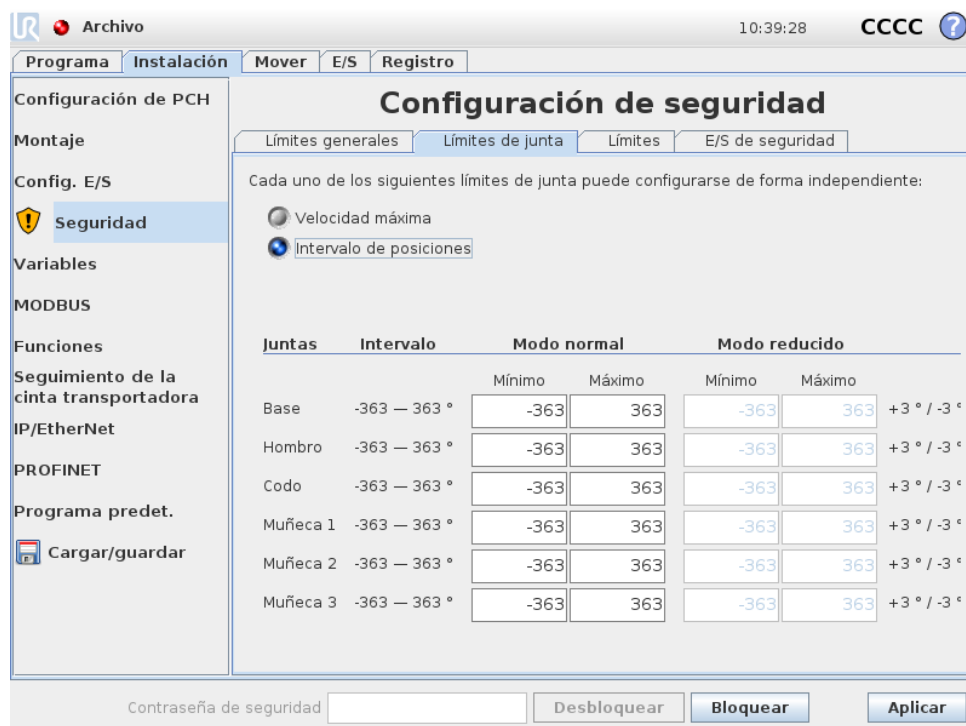 UR Archivo 10:39:28 CCCC ?
Programa Instalación Mover E/S Registro
Configuración de PCH
Montaje
Config. E/S
Seguridad
Variables
MODBUS
Funciones
Seguimiento de la
cinta transportadora
IP/EtherNet
PROFINET
Programa predet.
Cargar/guardar
Configuración de seguridad
Límites generales Límites de junta Límites E/S de seguridad
Cada uno de los siguientes límites de junta puede configurarse de forma independiente:
Velocidad máxima
Intervalo de posiciones
Juntas Intervalo Modo normal Modo reducido
Mínimo Máximo Mínimo Máximo
Base -363 — 363 ° -363 363 -363 363 +3 ° / -3 °
Hombro -363 — 363 ° -363 363 -363 363 +3 ° / -3 °
Codo -363 — 363 ° -363 363 -363 363 +3 ° / -3 °
Muñeca 1 -363 — 363 ° -363 363 -363 363 +3 ° / -3 °
Muñeca 2 -363 — 363 ° -363 363 -363 363 +3 ° / -3 °
Muñeca 3 -363 — 363 ° -363 363 -363 363 +3 ° / -3 °
Contraseña de seguridad Desbloquear Bloquear Aplicar